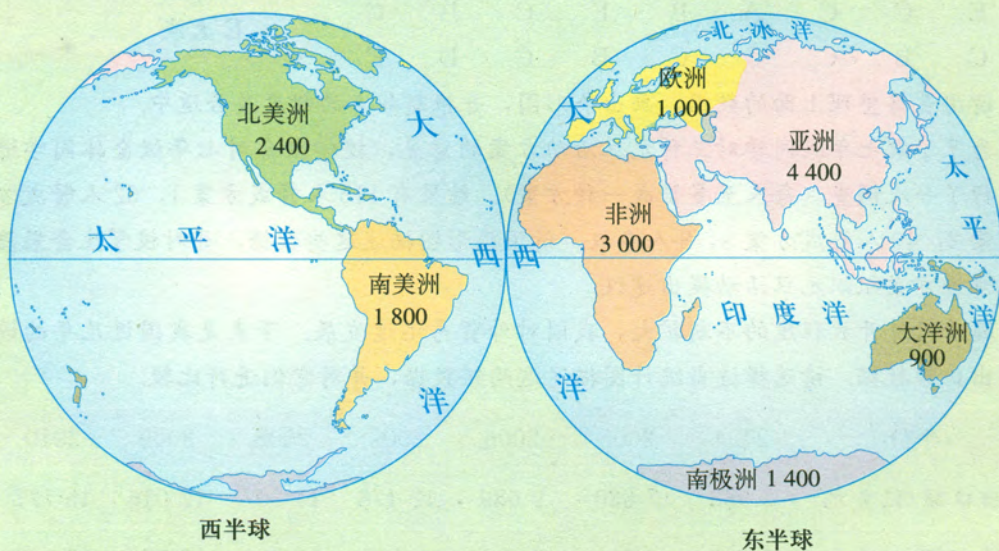 北冰洋
北美洲
2 400
大
欧洲
1 000
大
亚洲
4 400
太
平
非洲
3 000
太平洋
西
西
南美洲
1 800
洋
印度洋
洋
大洋洲
900
洋
南极洲 1 400
西半球
东半球